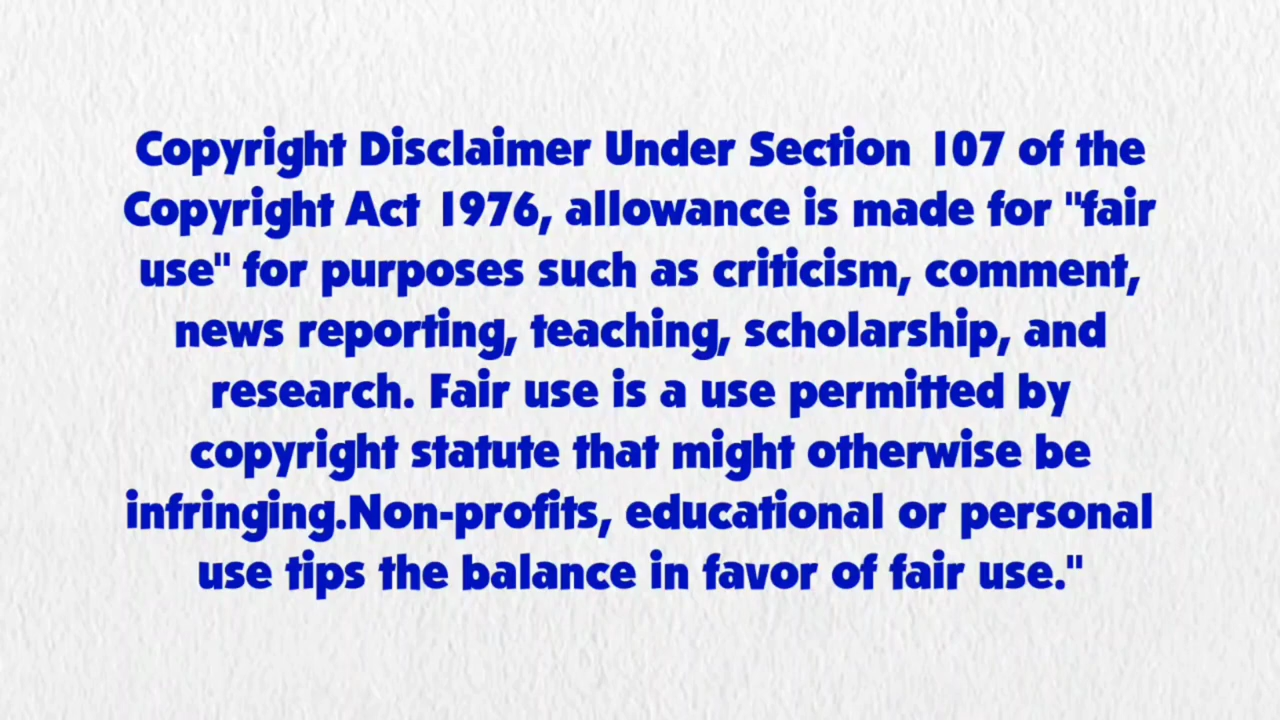 Copyright Disclaimer Under Section 107 of the
Copyright Act 1976, allowance is made for "fair
use" for purposes such as criticism, comment,
news reporting, teaching, scholarship, and
research. Fair use is a use permitted by
copyright statute that might otherwise be
infringing.Non-profits, educational or personal
use tips the balance in favor of fair use."